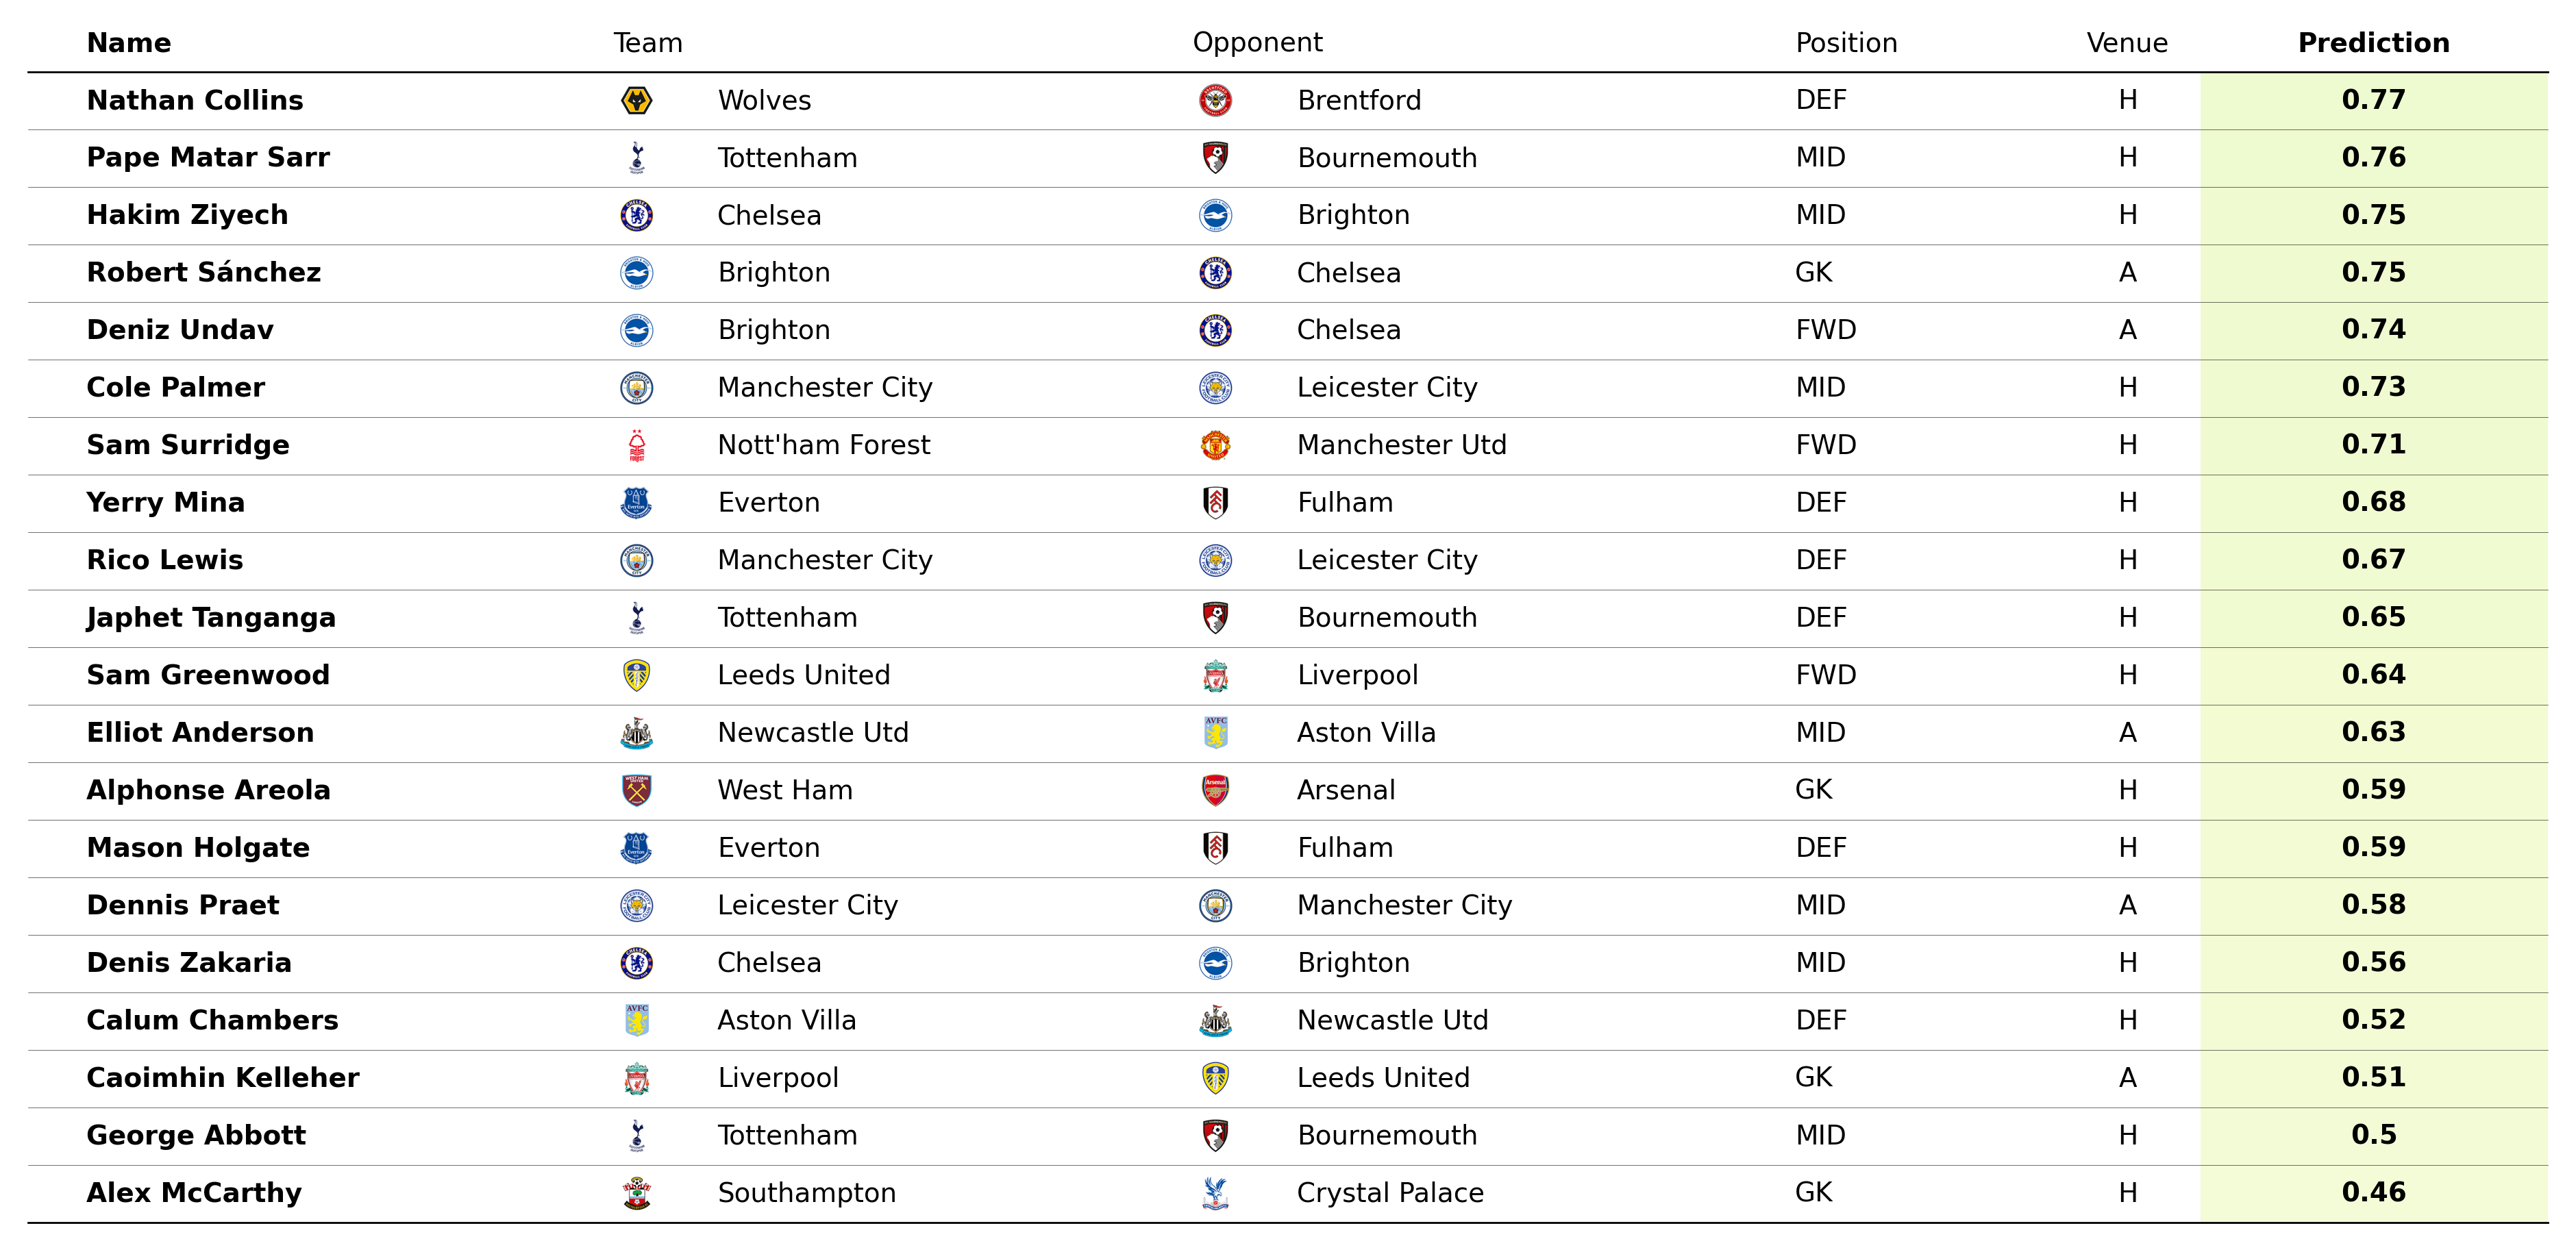 Name Team Opponent Position Venue Prediction
Nathan Collins Wolves Brentford DEF H 0.77
Pape Matar Sarr Tottenham Bournemouth MID H 0.76
Hakim Ziyech Chelsea Brighton MID H 0.75
Robert Sánchez Brighton Chelsea GK A 0.75
Deniz Undav Brighton Chelsea FWD A 0.74
Cole Palmer Manchester City Leicester City MID H 0.73
Sam Surridge Nott'ham Forest Manchester Utd FWD H 0.71
Yerry Mina Everton Fulham DEF H 0.68
Rico Lewis Manchester City Leicester City DEF H 0.67
Japhet Tanganga Tottenham Bournemouth DEF H 0.65
Sam Greenwood Leeds United Liverpool FWD H 0.64
Elliot Anderson Newcastle Utd Aston Villa MID A 0.63
Alphonse Areola West Ham Arsenal GK H 0.59
Mason Holgate Everton Fulham DEF H 0.59
Dennis Praet Leicester City Manchester City MID A 0.58
Denis Zakaria Chelsea Brighton MID H 0.56
Calum Chambers Aston Villa Newcastle Utd DEF H 0.52
Caoimhin Kelleher Liverpool Leeds United GK A 0.51
George Abbott Tottenham Bournemouth MID H 0.5
Alex McCarthy Southampton Crystal Palace GK H 0.46